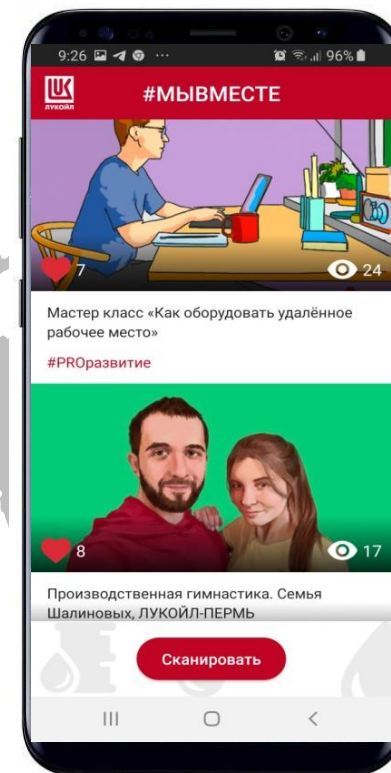 9:26 ... 96%
ЛУКОЙЛ
#МЫВМЕСТЕ
7 24
Мастер класс «Как оборудовать удалённое
рабочее место»
#PROразвитие
8 17
Производственная гимнастика. Семья
Шалиновых, ЛУКОЙЛ-ПЕРМЬ
Сканировать